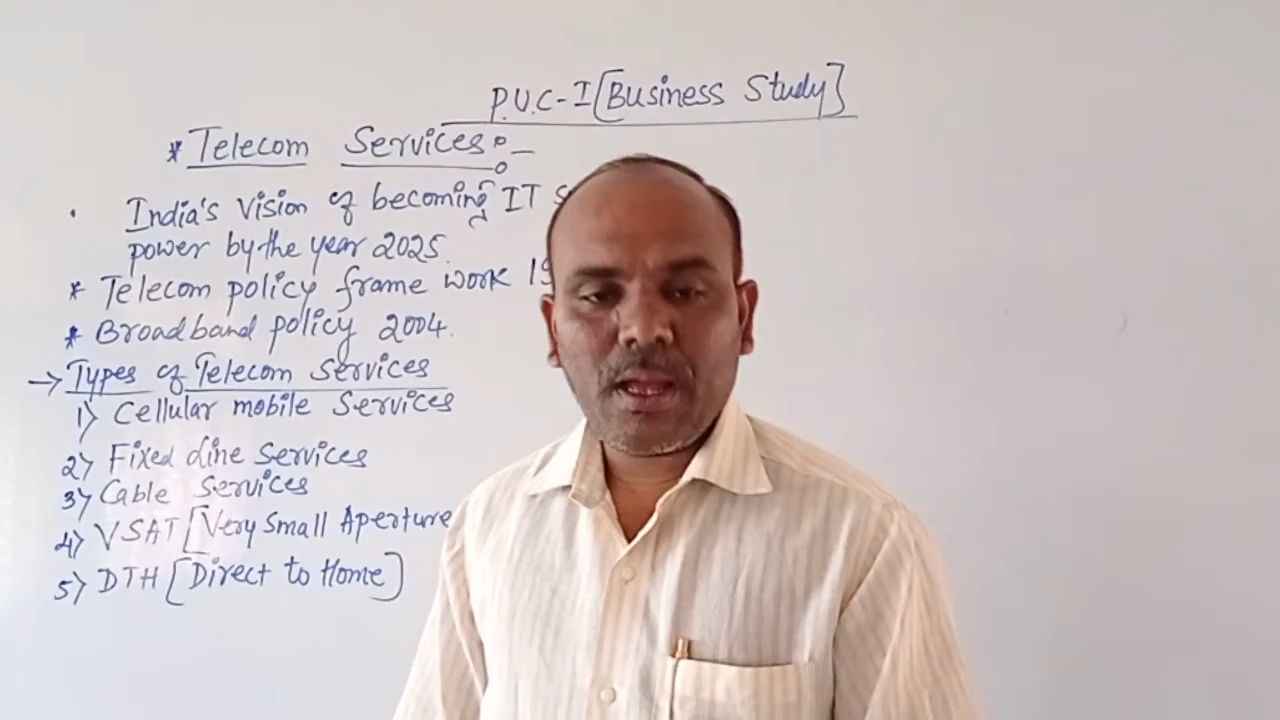 P.U.C-I [Business Study]
* Telecom Services:-
. India's vision of becoming IT
power by the year 2025.
* Telecom policy frame work
* Broadband policy 2004.
→ Types of Telecom Services
1) Cellular mobile Services
2) Fixed Line Services
3) Cable Services
4) VSAT [Very Small Aperture
5) DTH [Direct to Home]